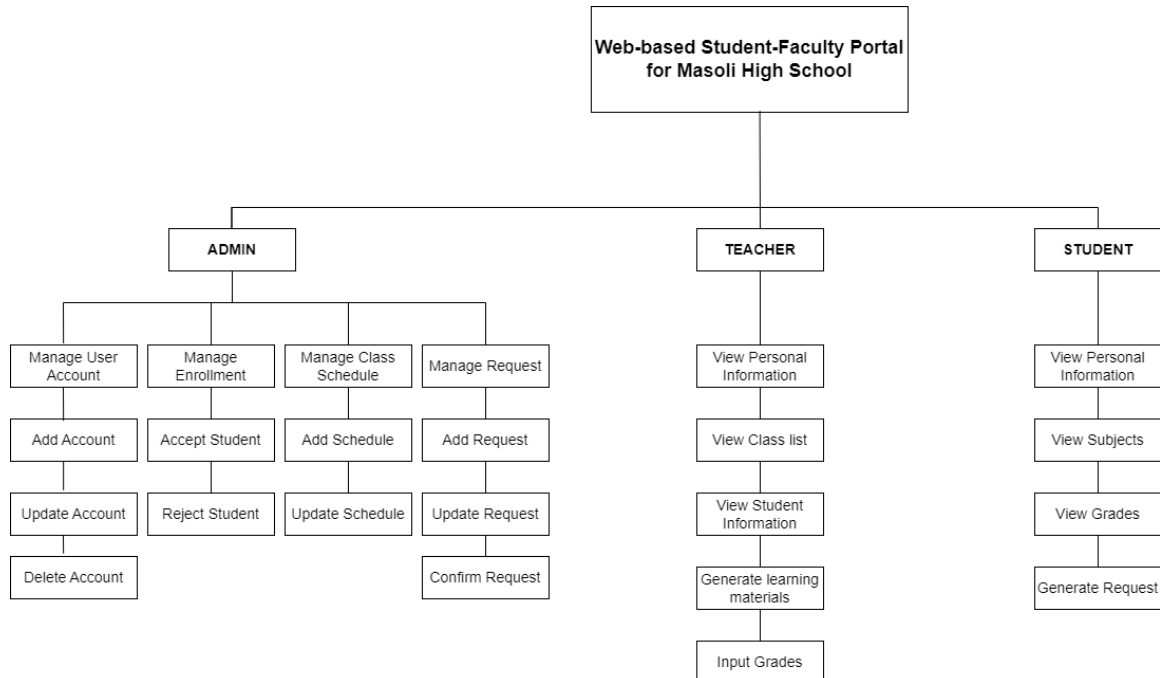 Web-based Student-Faculty Portal
for Masoli High School
ADMIN
TEACHER
STUDENT
Manage User
Account
Manage
Enrollment
Manage Class
Schedule
Manage Request
View Personal
Information
View Personal
Information
Add Account
Accept Student
Add Schedule
Add Request
View Class list
View Subjects
Update Account
Reject Student
Update Schedule
Update Request
View Student
Information
View Grades
Delete Account
Confirm Request
Generate learning
materials
Generate Request
Input Grades